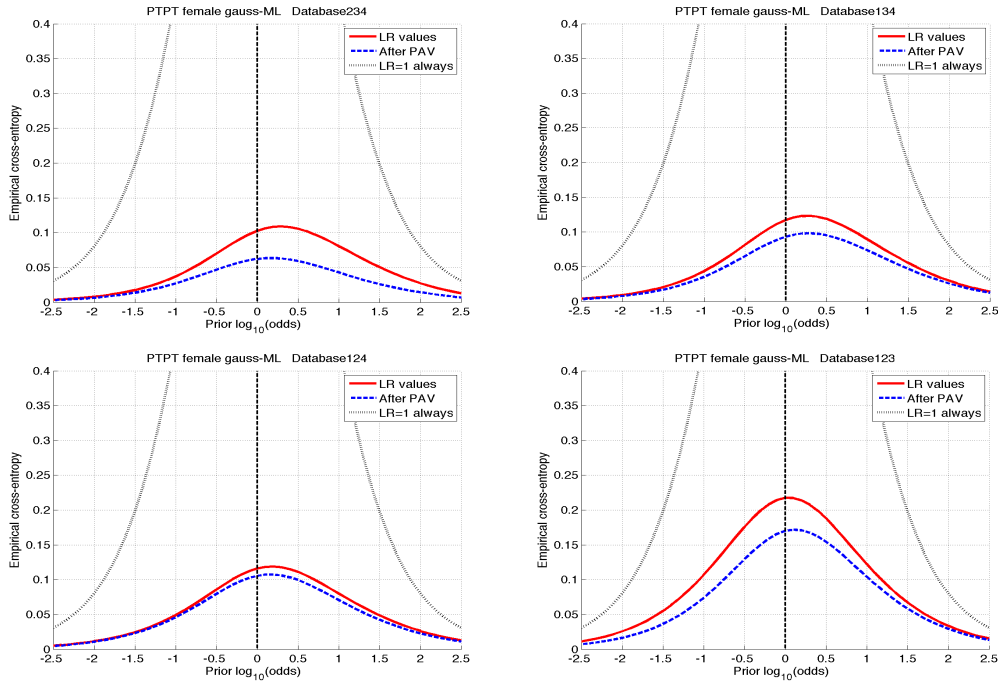 PTPT female gauss-ML Database234
LR values
After PAV
LR=1 always
Empirical cross-entropy
0.4
0.35
0.3
0.25
0.2
0.15
0.1
0.05
0
-2.5 -2 -1.5 -1 -0.5 0 0.5 1 1.5 2 2.5
Prior log10(odds)
PTPT female gauss-ML Database134
LR values
After PAV
LR=1 always
Empirical cross-entropy
0.4
0.35
0.3
0.25
0.2
0.15
0.1
0.05
0
-2.5 -2 -1.5 -1 -0.5 0 0.5 1 1.5 2 2.5
Prior log10(odds)
PTPT female gauss-ML Database124
LR values
After PAV
LR=1 always
Empirical cross-entropy
0.4
0.35
0.3
0.25
0.2
0.15
0.1
0.05
0
-2.5 -2 -1.5 -1 -0.5 0 0.5 1 1.5 2 2.5
Prior log10(odds)
PTPT female gauss-ML Database123
LR values
After PAV
LR=1 always
Empirical cross-entropy
0.4
0.35
0.3
0.25
0.2
0.15
0.1
0.05
0
-2.5 -2 -1.5 -1 -0.5 0 0.5 1 1.5 2 2.5
Prior log10(odds)